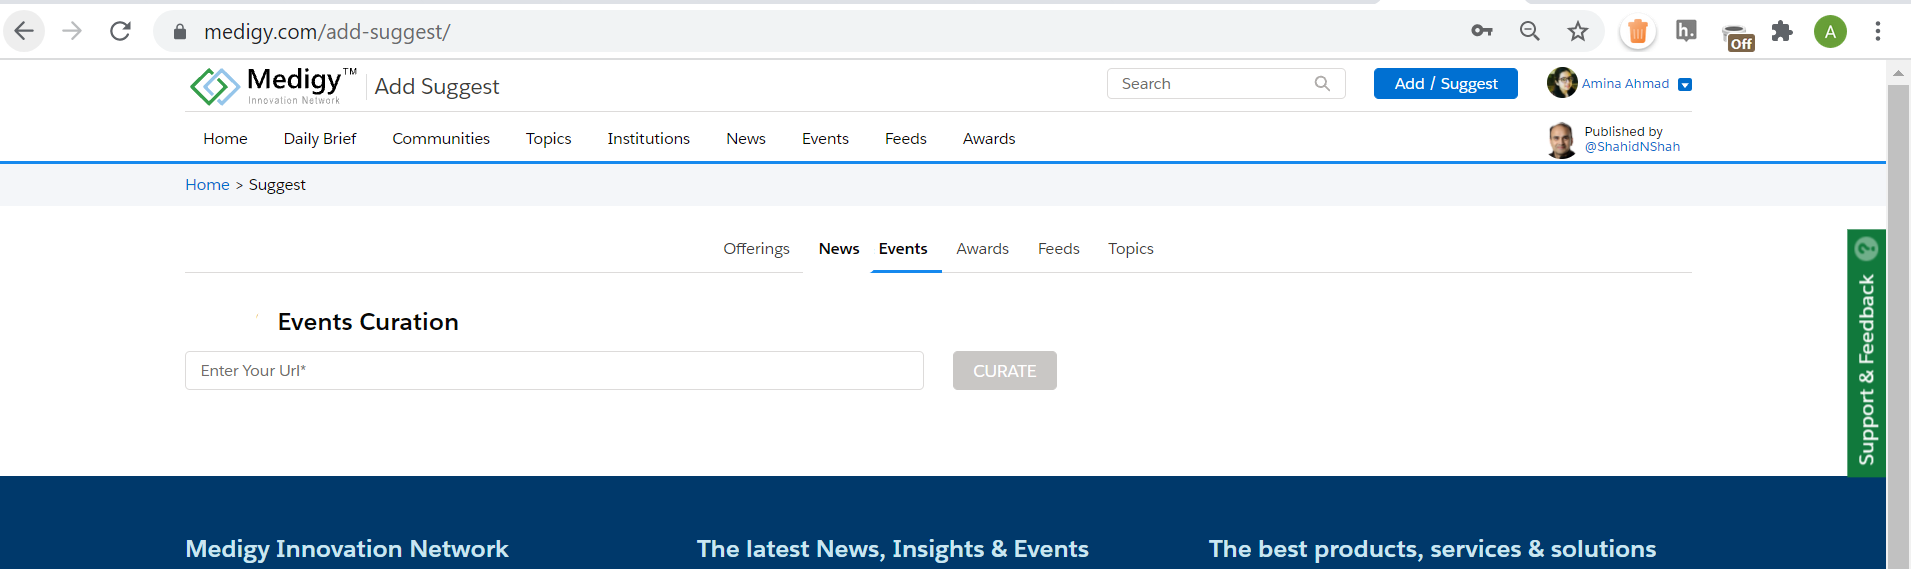 medigy.com/add-suggest/
h.
Off
A
Medigy™
Innovation Network
Add Suggest
Search
Add / Suggest
Amina Ahmad
Home Daily Brief Communities Topics Institutions News Events Feeds Awards
Published by
@ShahidNShah
Home > Suggest
Offerings News Events Awards Feeds Topics
Events Curation
Enter Your Url*
CURATE
Support & Feedback ?
Medigy Innovation Network
The latest News, Insights & Events
The best products, services & solutions